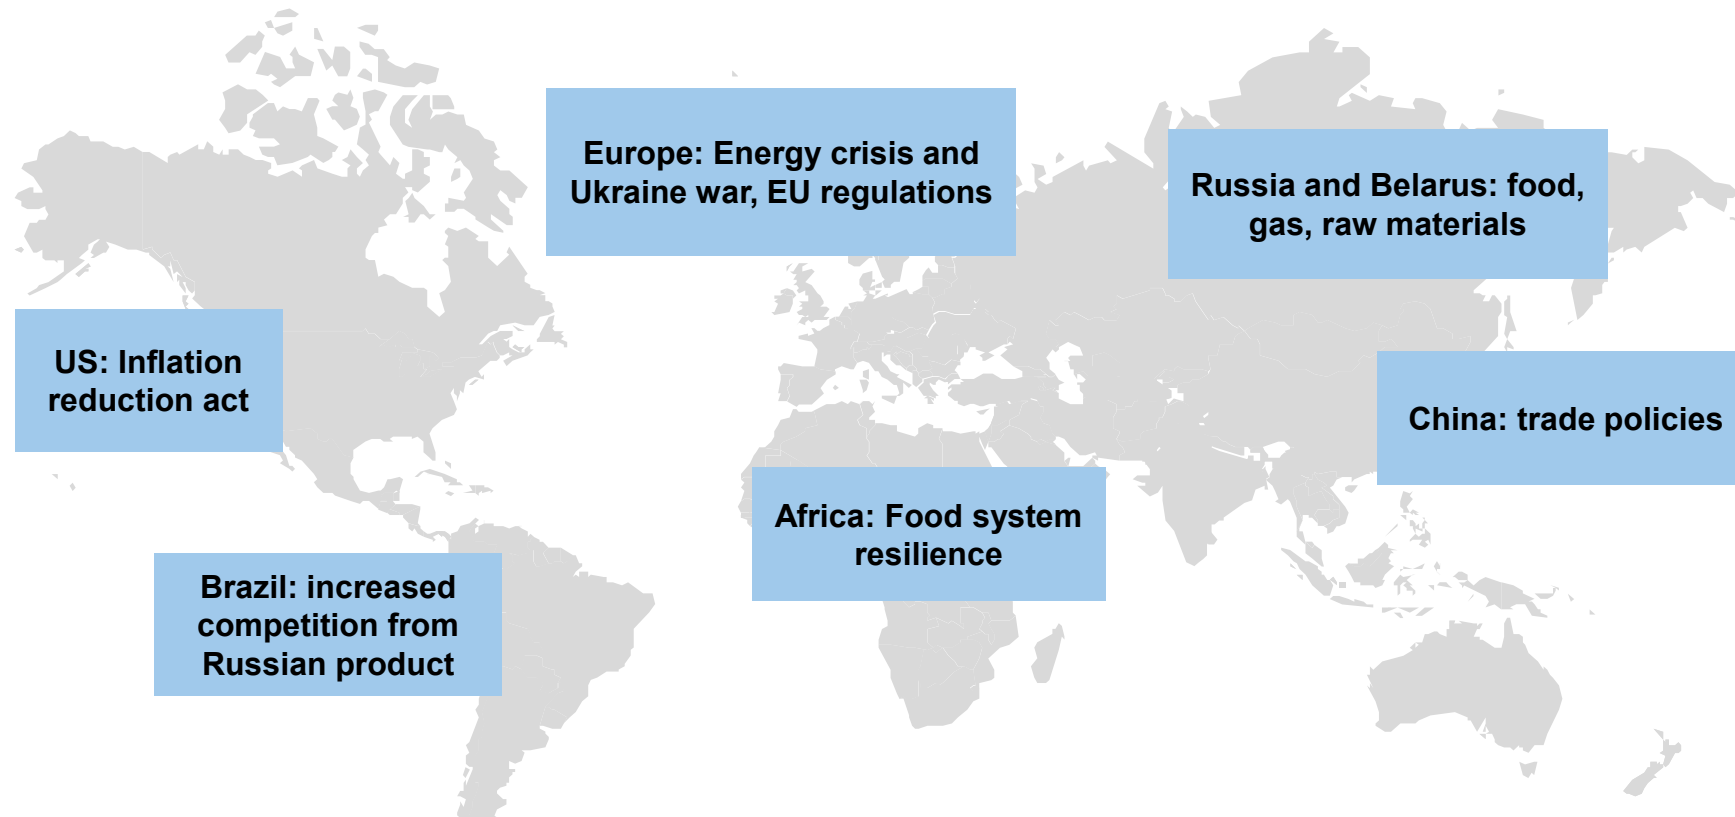 Europe: Energy crisis and
Ukraine war, EU regulations
Russia and Belarus: food,
gas, raw materials
US: Inflation
reduction act
China: trade policies
Africa: Food system
resilience
Brazil: increased
competition from
Russian product